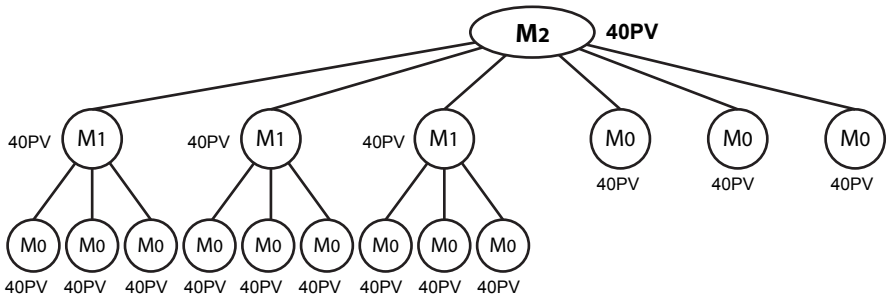 M2 40PV
40PV M1 40PV M1 40PV M1 M0 M0 M0
40PV 40PV 40PV
M0 M0 M0 M0 M0 M0 M0 M0 M0
40PV 40PV 40PV 40PV 40PV 40PV 40PV 40PV 40PV